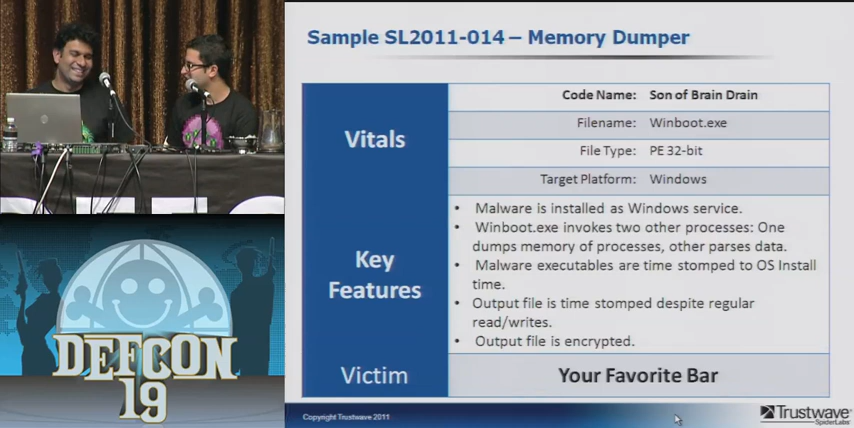 Sample SL2011-014 – Memory Dumper
Vitals
Code Name: Son of Brain Drain
Filename: Winboot.exe
File Type: PE 32-bit
Target Platform: Windows
Key
Features
• Malware is installed as Windows service.
• Winboot.exe invokes two other processes: One
dumps memory of processes, other parses data.
• Malware executables are time stomped to OS Install
time.
• Output file is time stomped despite regular
read/writes.
• Output file is encrypted.
Victim
Your Favorite Bar
Copyright Trustwave 2011
Trustwave
SpiderLabs
DEFCON
19